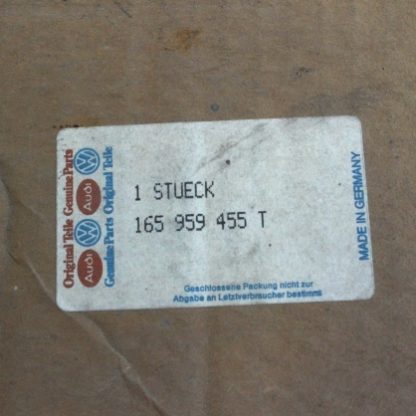 Original Teile Genuine Parts
Genuine Parts Original Teile
Audi
Audi
1 STUECK
165 959 455 T
MADE IN GERMANY
Geschlossene Packung nicht zur
Abgabe an Letztverbraucher bestimmt